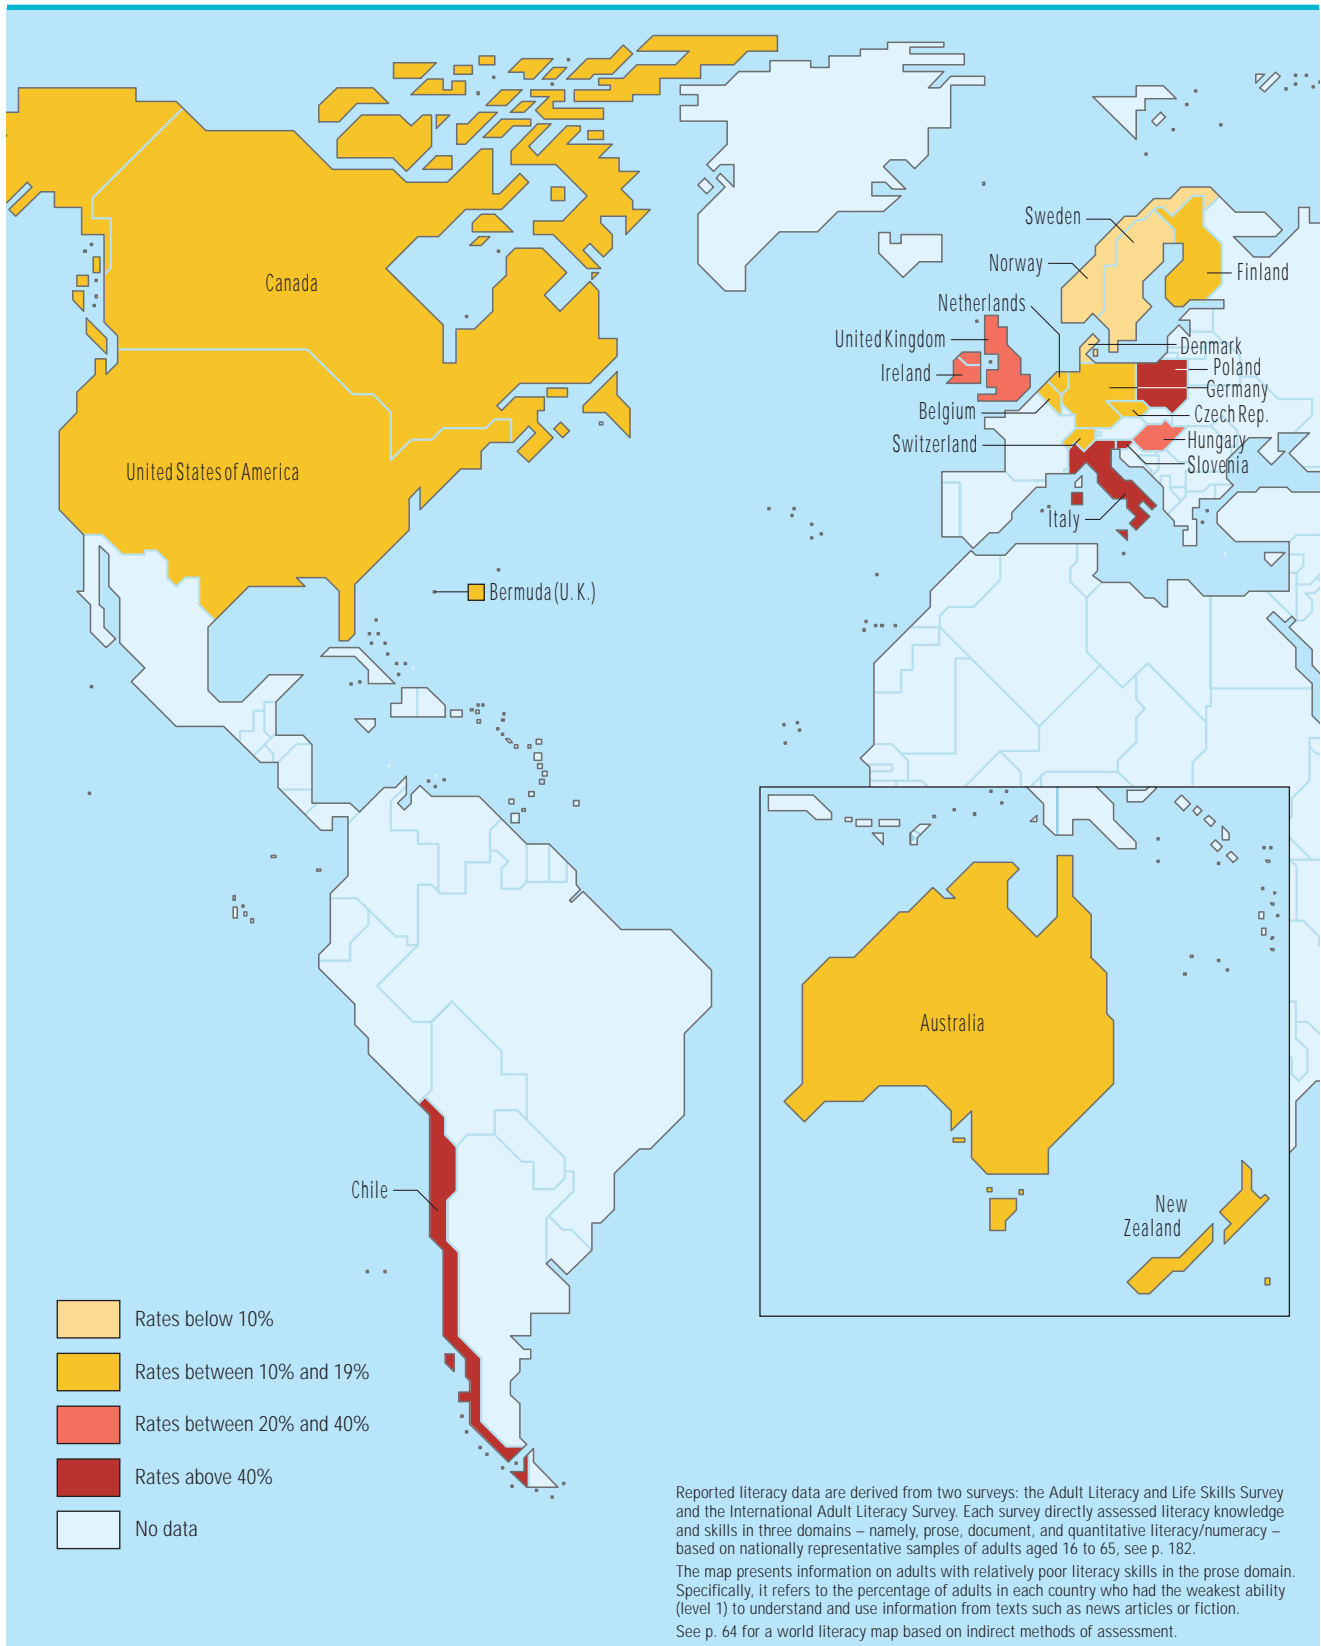 Sweden
Canada
Norway
Finland
Netherlands
United Kingdom
Denmark
Ireland
Poland
Germany
Belgium
Czech Rep.
Switzerland
Hungary
Slovenia
United States of America
Italy
Bermuda (U. K.)
Australia
Chile
New
Zealand
Rates below 10%
Rates between 10% and 19%
Rates between 20% and 40%
Rates above 40%
No data
Reported literacy data are derived from two surveys: the Adult Literacy and Life Skills Survey
and the International Adult Literacy Survey. Each survey directly assessed literacy knowledge
and skills in three domains – namely, prose, document, and quantitative literacy/numeracy –
based on nationally representative samples of adults aged 16 to 65, see p. 182.
The map presents information on adults with relatively poor literacy skills in the prose domain.
Specifically, it refers to the percentage of adults in each country who had the weakest ability
(level 1) to understand and use information from texts such as news articles or fiction.
See p. 64 for a world literacy map based on indirect methods of assessment.